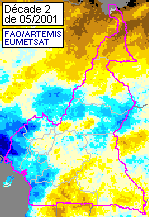 Décade 2
de 05/2001
FAO/ARTEMIS
EUMETSAT